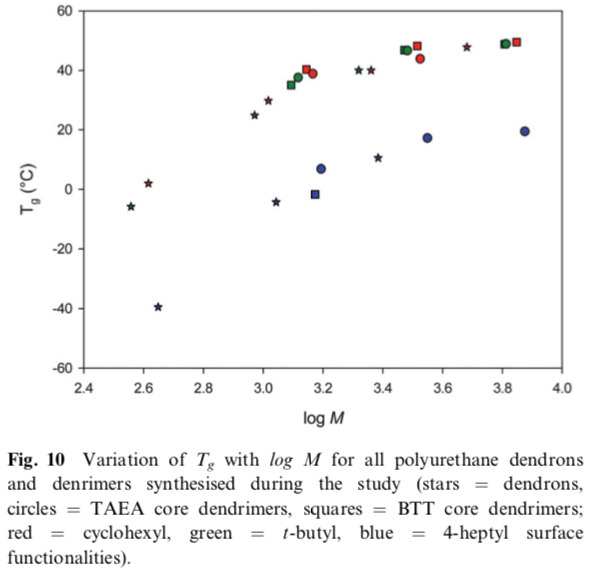 60
40
20
0
-20
-40
-60
Tg (°C)
2.4 2.6 2.8 3.0 3.2 3.4 3.6 3.8 4.0
log M
Fig. 10 Variation of Tg with log M for all polyurethane dendrons
and denrimers synthesised during the study (stars = dendrons,
circles = TAEA core dendrimers, squares = BTT core dendrimers;
red = cyclohexyl, green = t-butyl, blue = 4-heptyl surface
functionalities).